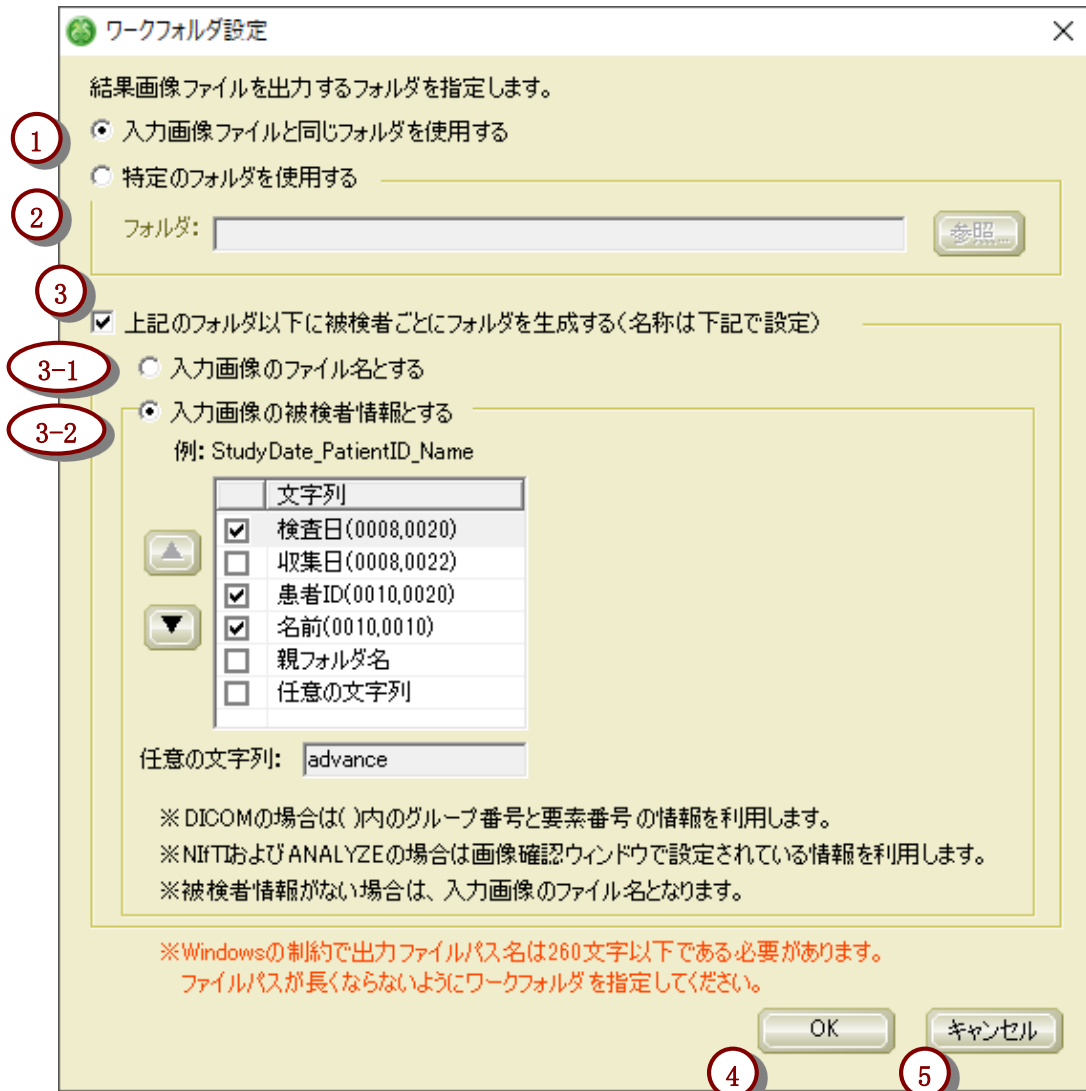 ワークフォルダ設定
結果画像ファイルを出力するフォルダを指定します。
1
入力画像ファイルと同じフォルダを使用する
特定のフォルダを使用する
2
フォルダ:
参照...
3
上記のフォルダ以下に被検者ごとにフォルダを生成する(名称は下記で設定)
3-1
入力画像のファイル名とする
3-2
入力画像の被検者情報とする
例: StudyDate_PatientID_Name
文字列
検査日(0008,0020)
収集日(0008,0022)
患者ID(0010,0020)
名前(0010,0010)
親フォルダ名
任意の文字列
任意の文字列: advance
※DICOMの場合は( )内のグループ番号と要素番号の情報を利用します。
※NIfTIおよびANALYZEの場合は画像確認ウィンドウで設定されている情報を利用します。
※被検者情報がない場合は、入力画像のファイル名となります。
※Windowsの制約で出力ファイルパス名は260文字以下である必要があります。
ファイルパスが長くならないようにワークフォルダを指定してください。
OK
キャンセル
4
5